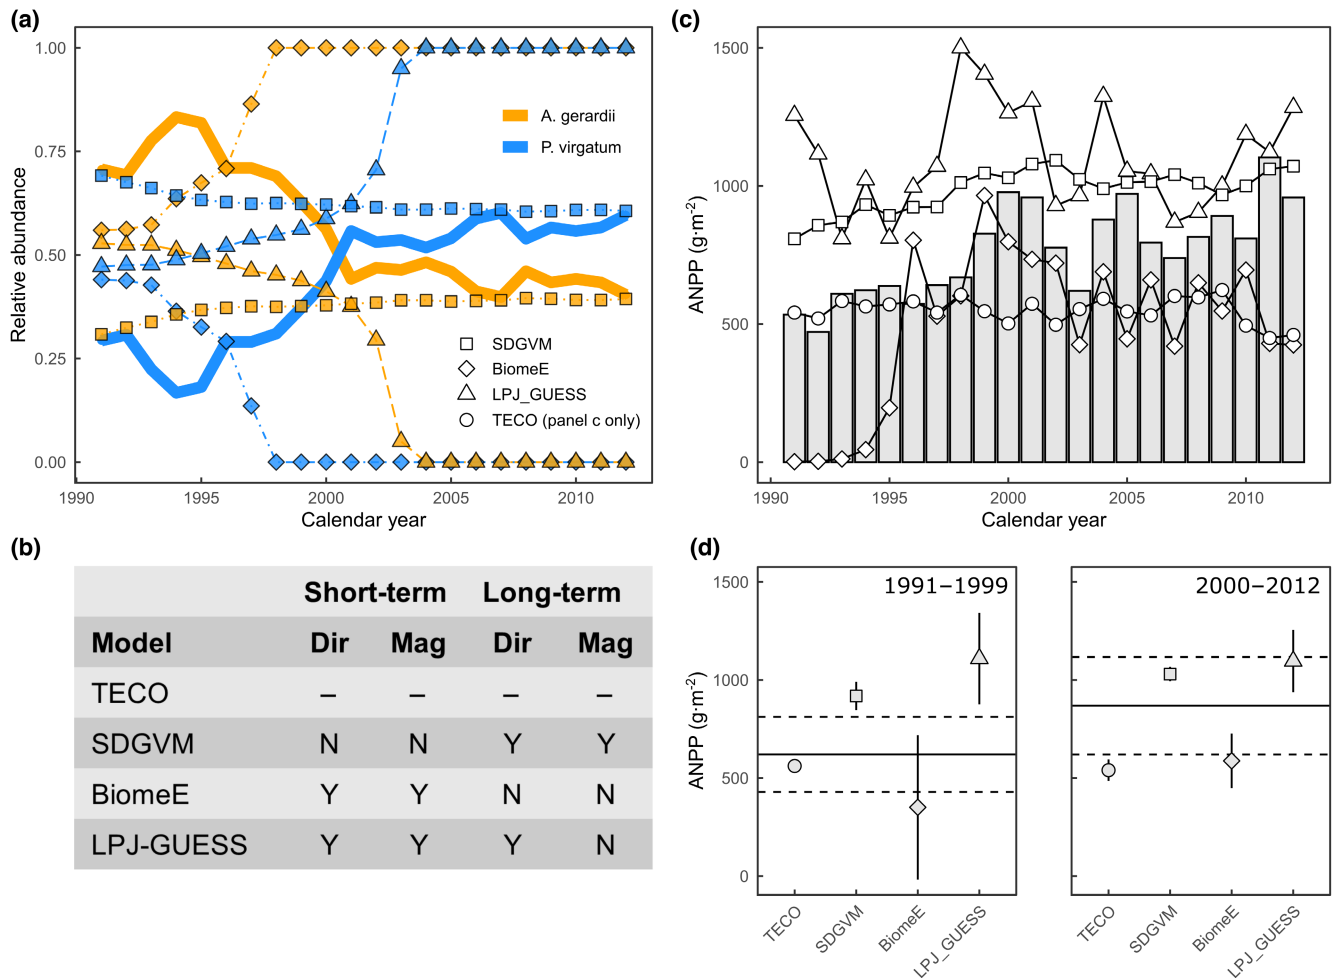 (a)
Relative abundance
1.00
0.75
0.50
0.25
0.00
A. gerardii
P. virgatum
SDGVM
BiomeE
LPJ_GUESS
TECO (panel c only)
1990 1995 2000 2005 2010
Calendar year
(c)
ANPP (g·m-2)
1500
1000
500
0
1990 1995 2000 2005 2010
Calendar year
(b)
Short-term Long-term
Model Dir Mag Dir Mag
TECO – – – –
SDGVM N N Y Y
BiomeE Y Y N N
LPJ-GUESS Y Y Y N
(d)
ANPP (g·m-2)
1500
1000
500
0
1991–1999
TECO SDGVM BiomeE LPJ_GUESS
2000–2012
TECO SDGVM BiomeE LPJ_GUESS